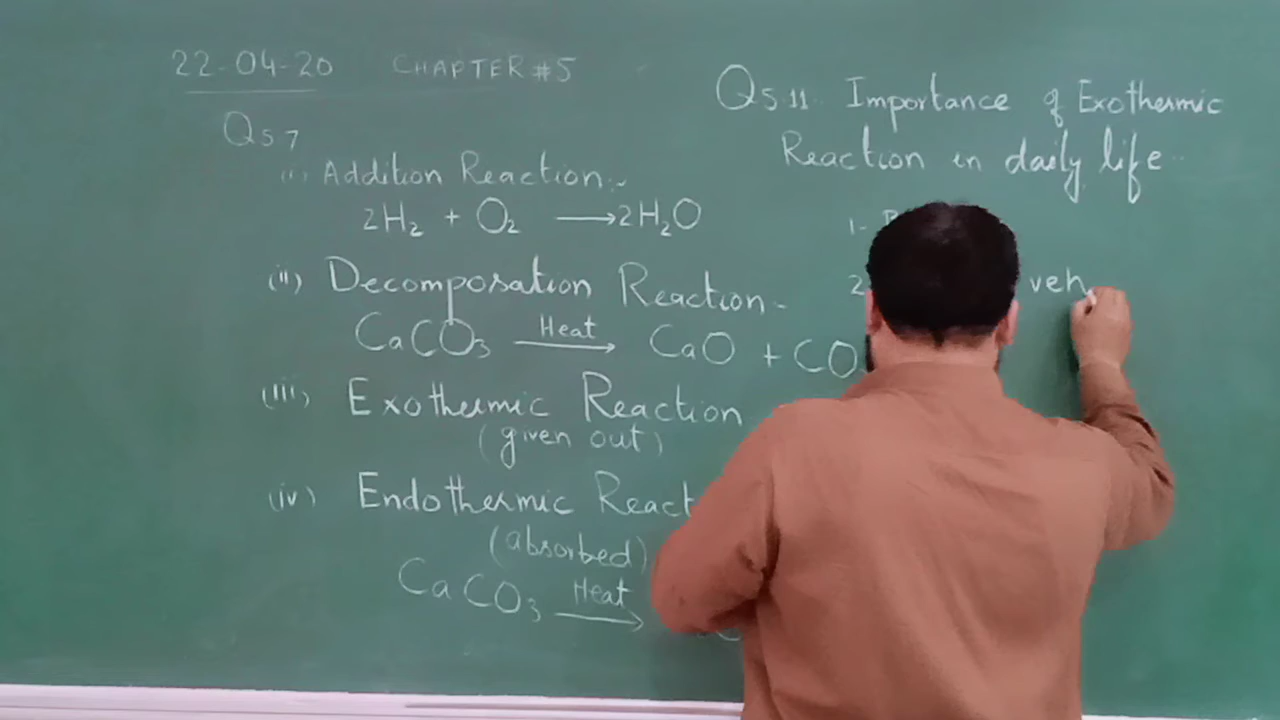 22-04-20 CHAPTER #5
Q5.7
(i) Addition Reaction:-
2H₂ + O₂ → 2H₂O
(ii) Decomposation Reaction:-
CaCO₃ Heat → CaO + CO
(iii) Exothermic Reaction
(given out)
(iv) Endothermic React
(absorbed)
CaCO₃ Heat →
Q5.11. Importance of Exothermic
Reaction in daily life..
1-
2 veh